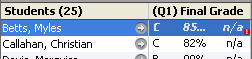 Students (25) (Q1) Final Grade
Betts, Myles C 85... n/a
Callahan, Christian C 82% n/a